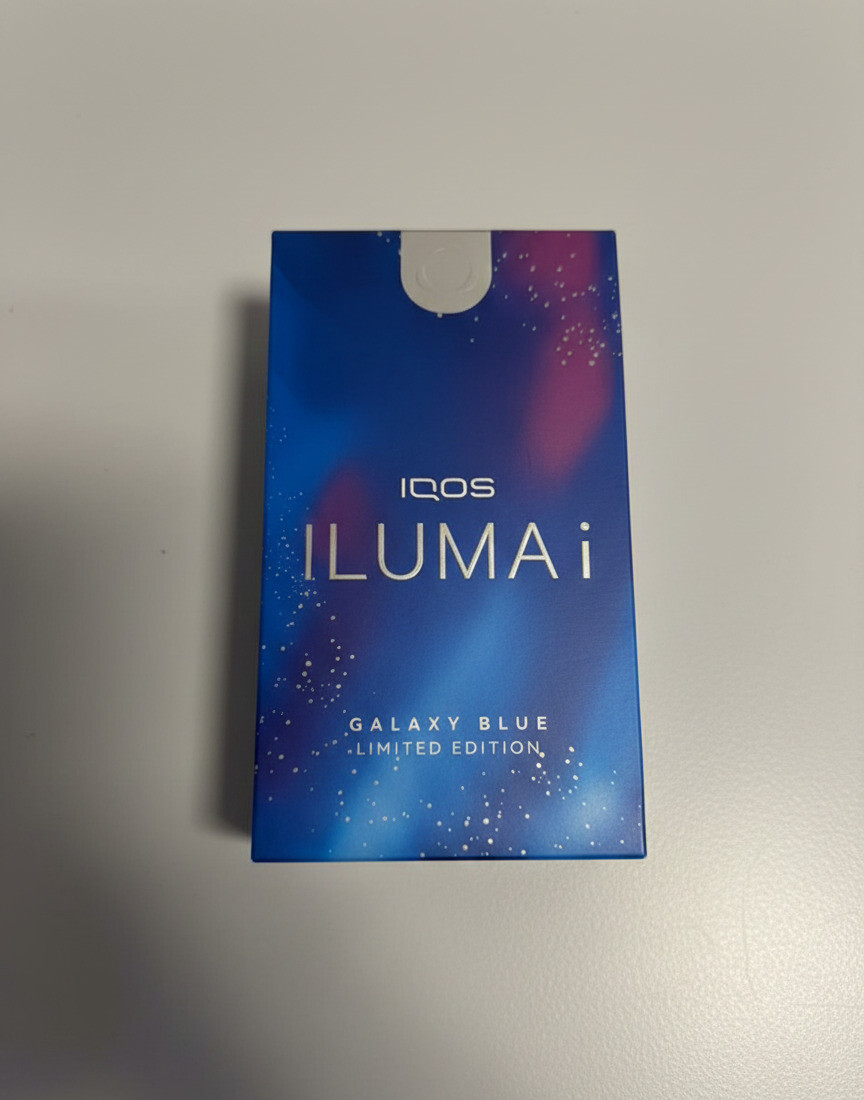 IQOS
ILUMA i
GALAXY BLUE
LIMITED EDITION